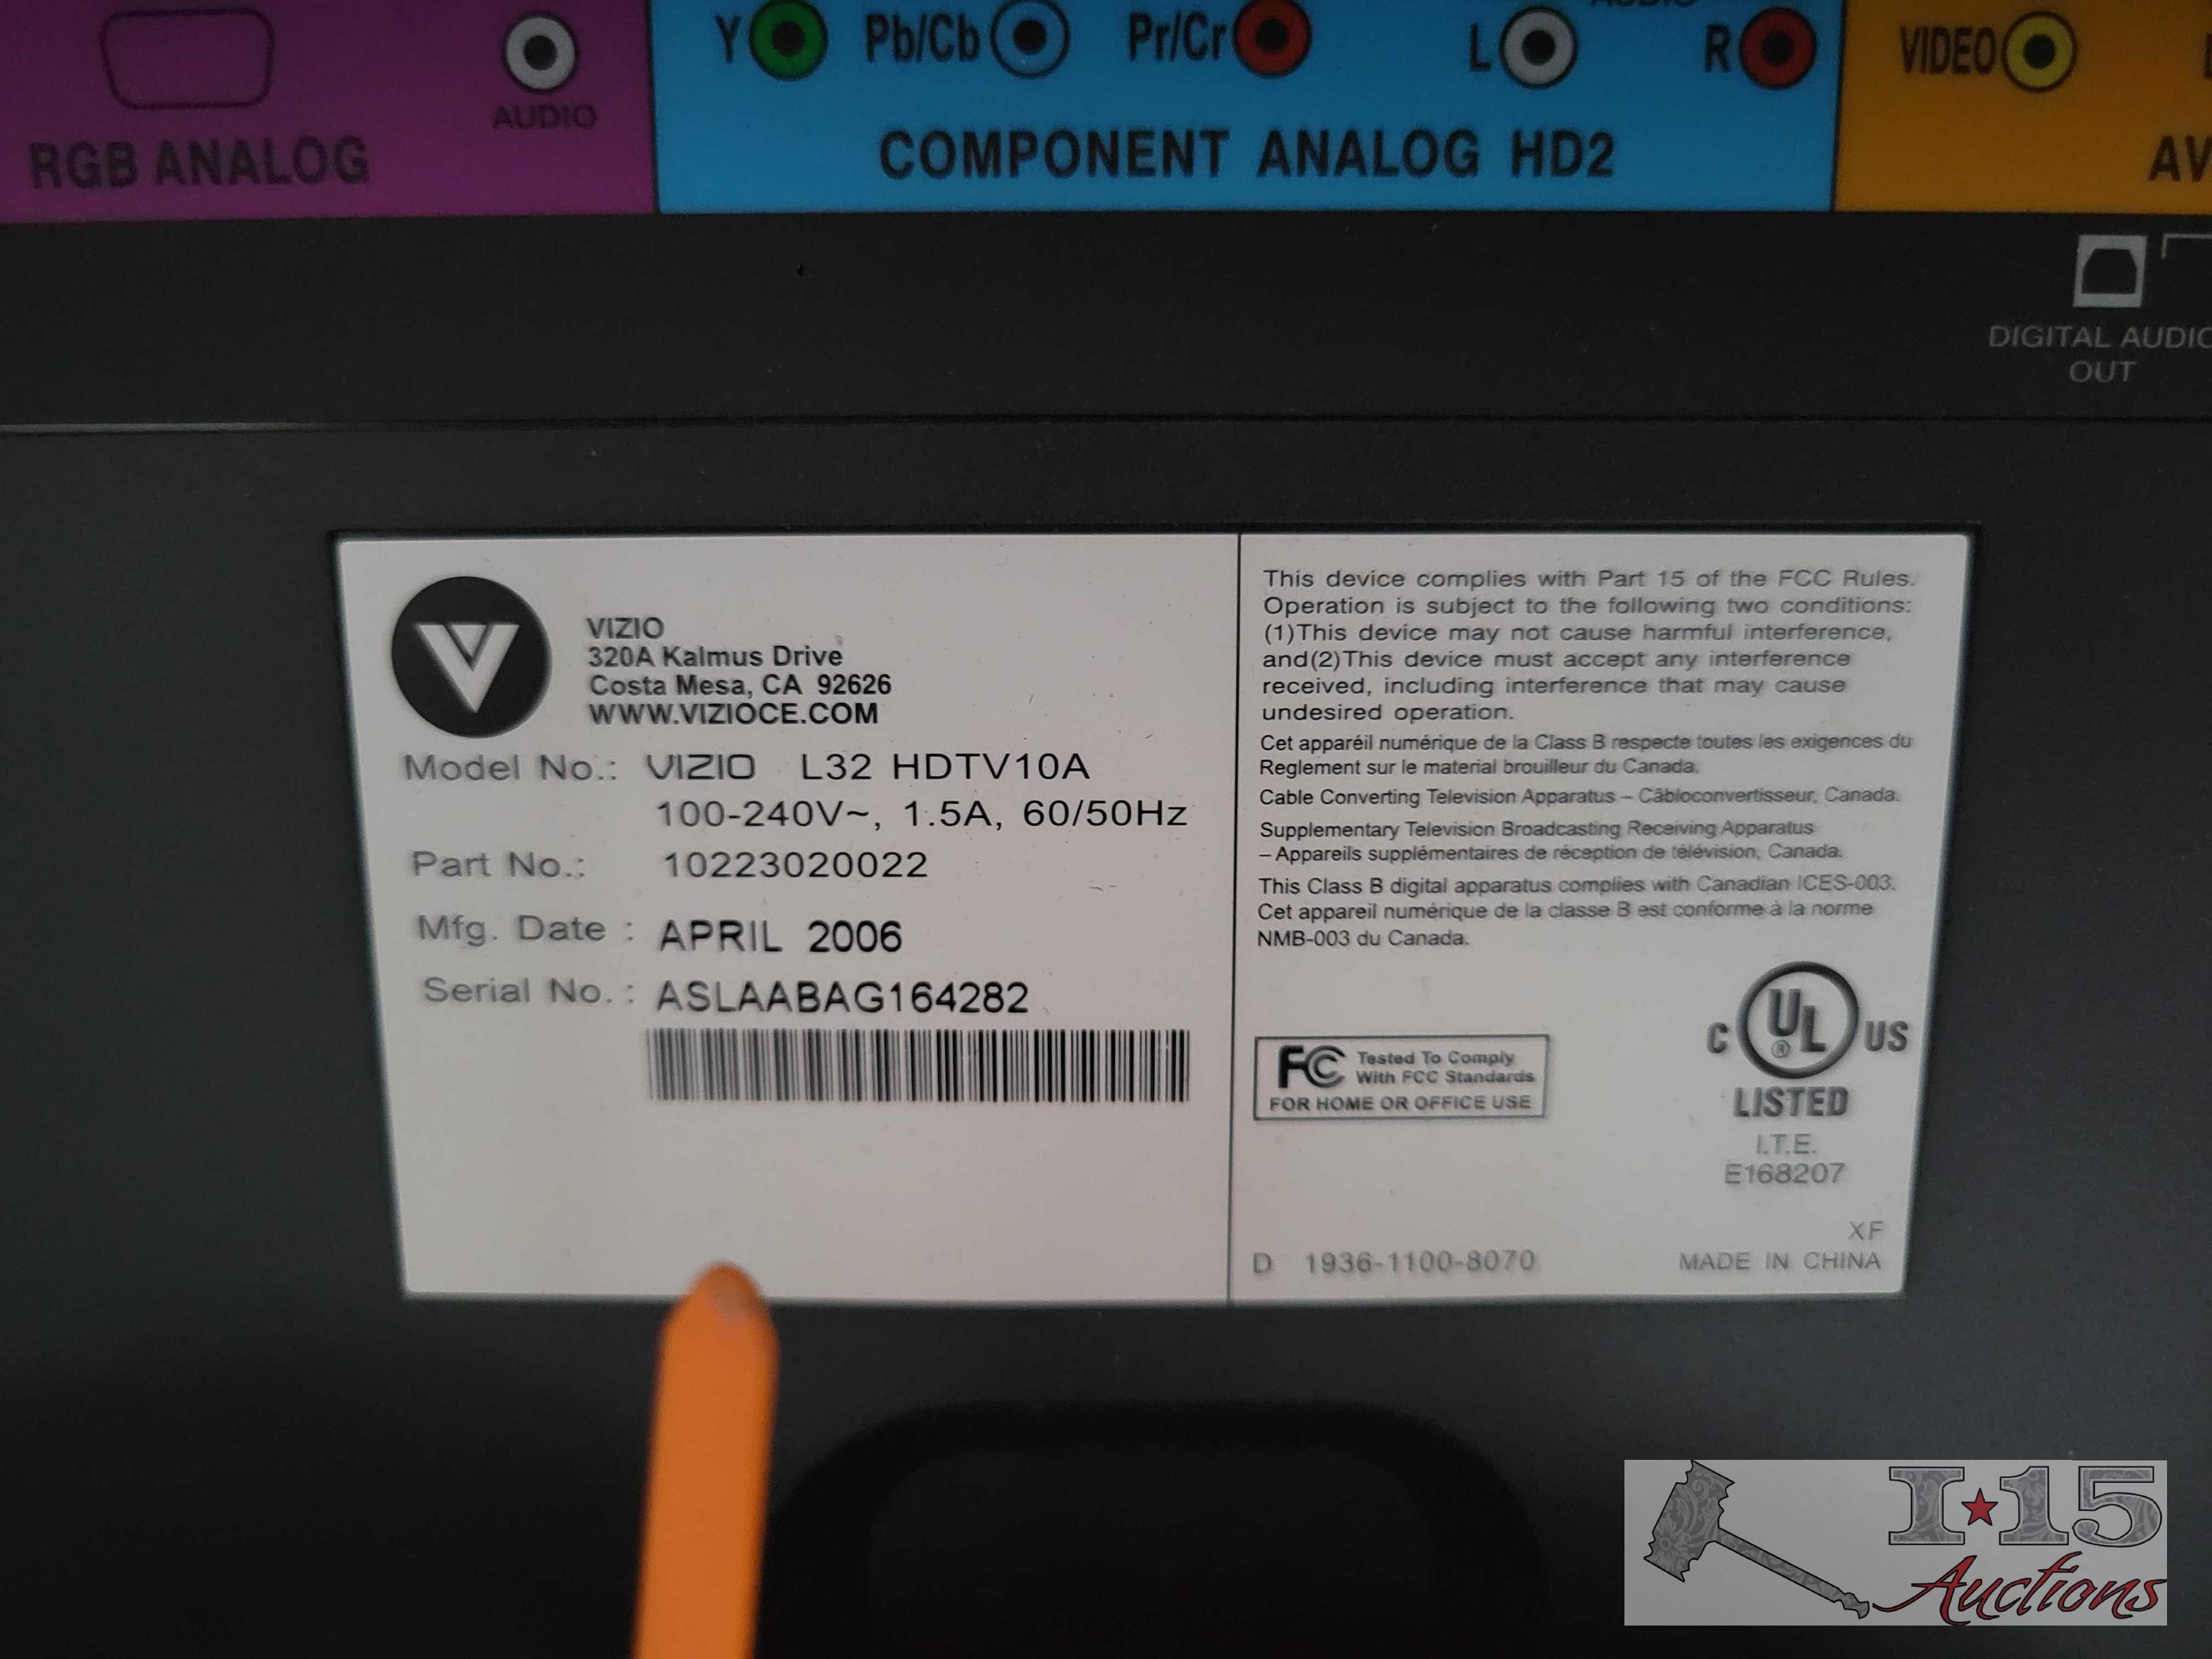 Y Pb/Cb Pr/Cr L R VIDEO
AUDIO
RGB ANALOG
COMPONENT ANALOG HD2
AV
DIGITAL AUDIO
OUT
VIZIO
320A Kalmus Drive
Costa Mesa, CA 92626
WWW.VIZIOCE.COM
Model No.: VIZIO L32 HDTV10A
100-240V~, 1.5A, 60/50Hz
Part No.: 10223020022
Mfg. Date : APRIL 2006
Serial No. : ASLAABAG164282
This device complies with Part 15 of the FCC Rules.
Operation is subject to the following two conditions:
(1)This device may not cause harmful interference,
and(2)This device must accept any interference
received, including interference that may cause
undesired operation.
Cet apparéil numérique de la Class B respecte toutes les exigences du
Reglement sur le material brouilleur du Canada.
Cable Converting Television Apparatus – Câbloconvertisseur, Canada.
Supplementary Television Broadcasting Receiving Apparatus
– Appareils supplémentaires de réception de télévision, Canada.
This Class B digital apparatus complies with Canadian ICES-003.
Cet appareil numérique de la classe B est conforme à la norme
NMB-003 du Canada.
FC Tested To Comply
With FCC Standards
FOR HOME OR OFFICE USE
C UL ® US
LISTED
I.T.E.
E168207
XF
D 1936-1100-8070
MADE IN CHINA
I-15
Auctions